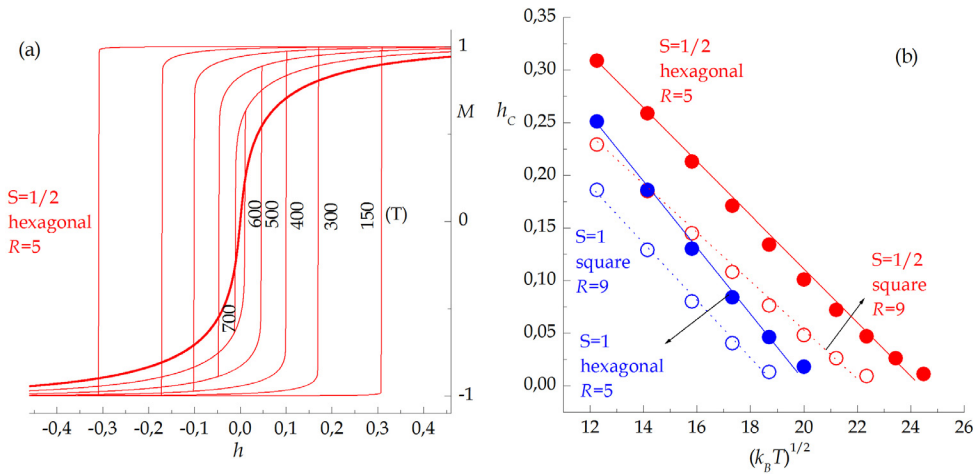 (a)
1
M
0
-1
S=1/2
hexagonal
R=5
700
600
500
400
300
150
(T)
-0,4
-0,3
-0,2
-0,1
0,0
0,1
0,2
0,3
0,4
h
(b)
0,35
0,30
0,25
0,20
0,15
0,10
0,05
0,00
h_C
S=1/2
hexagonal
R=5
S=1
square
R=9
S=1/2
square
R=9
S=1
hexagonal
R=5
12
14
16
18
20
22
24
26
(k_B T)^{1/2}